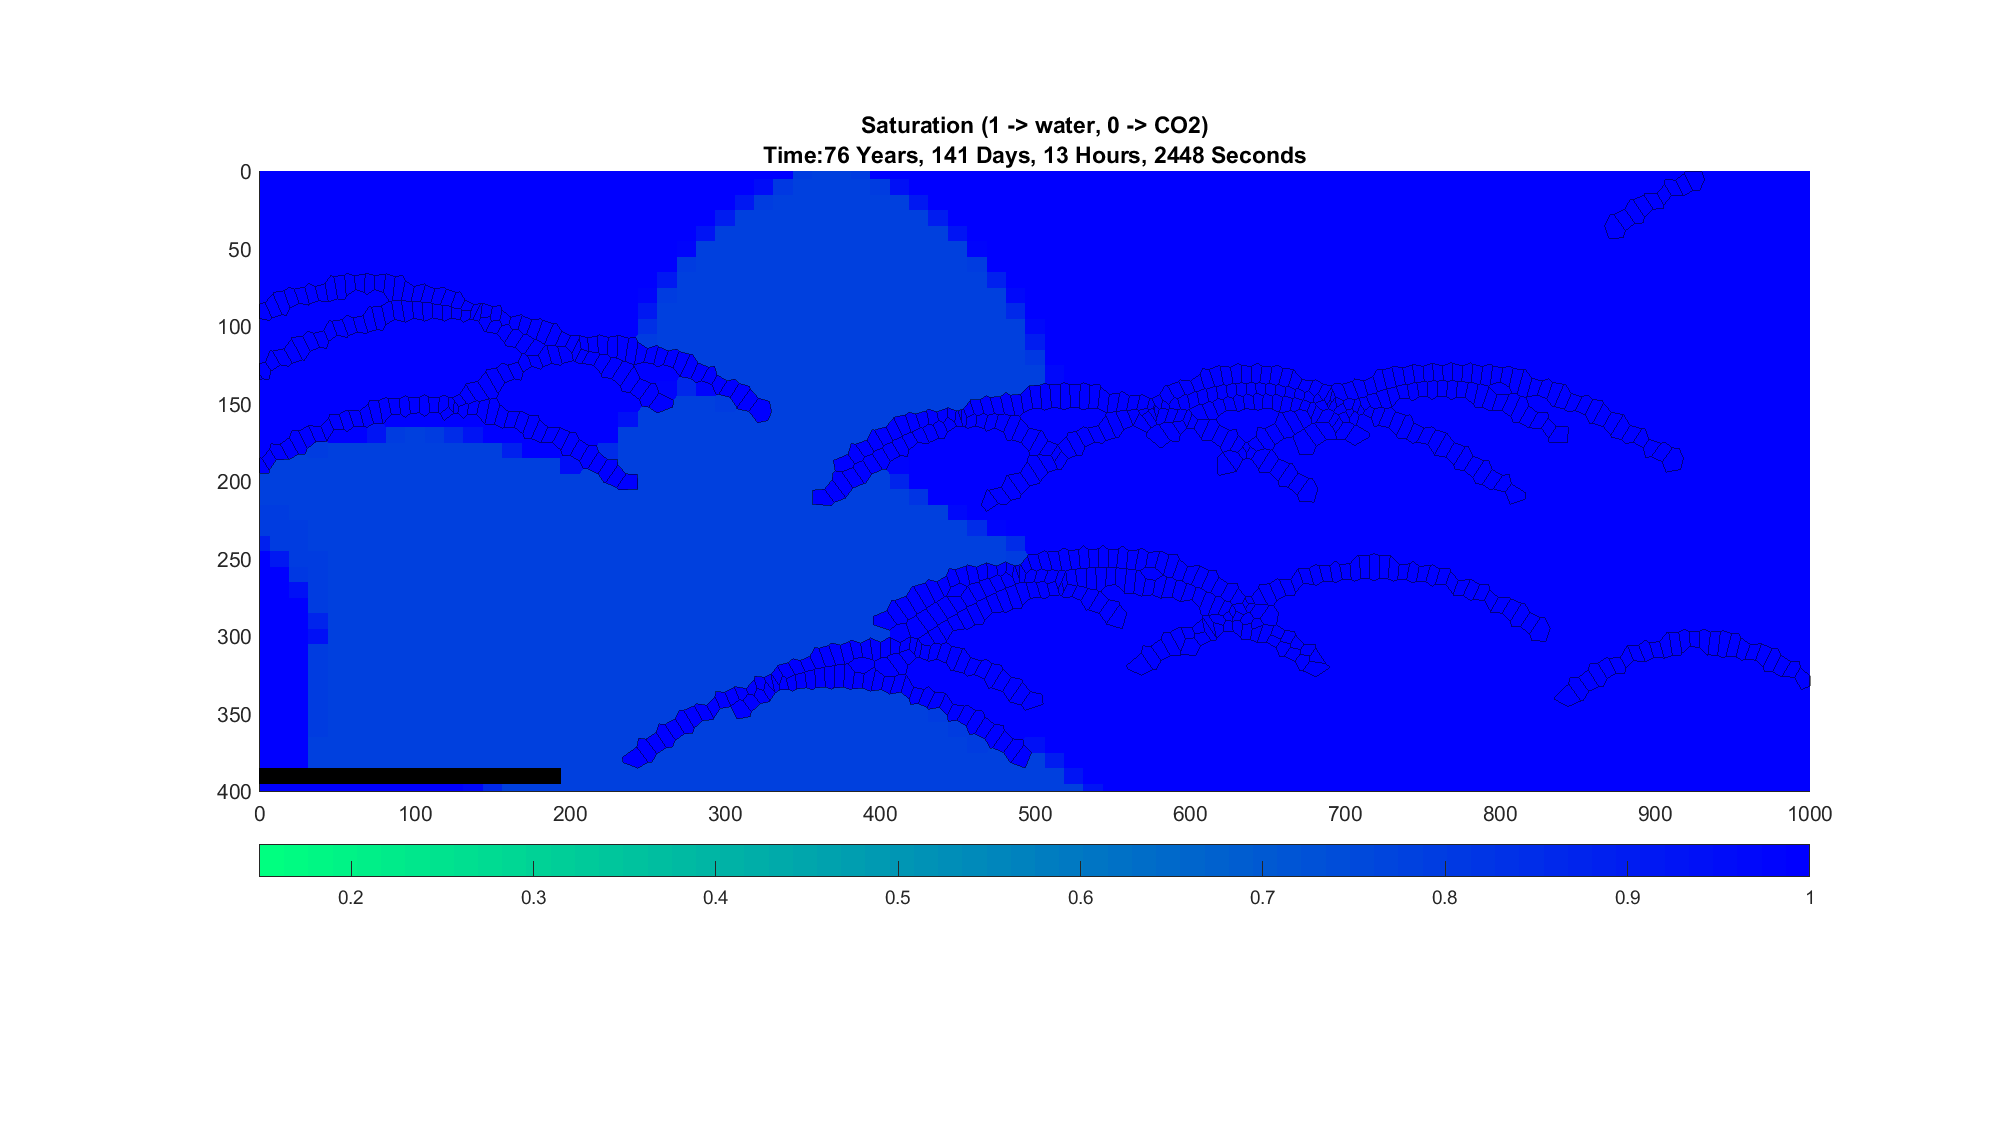 Saturation (1 -> water, 0 -> CO2)
Time:76 Years, 141 Days, 13 Hours, 2448 Seconds
0
50
100
150
200
250
300
350
400
0 100 200 300 400 500 600 700 800 900 1000
0.2 0.3 0.4 0.5 0.6 0.7 0.8 0.9 1